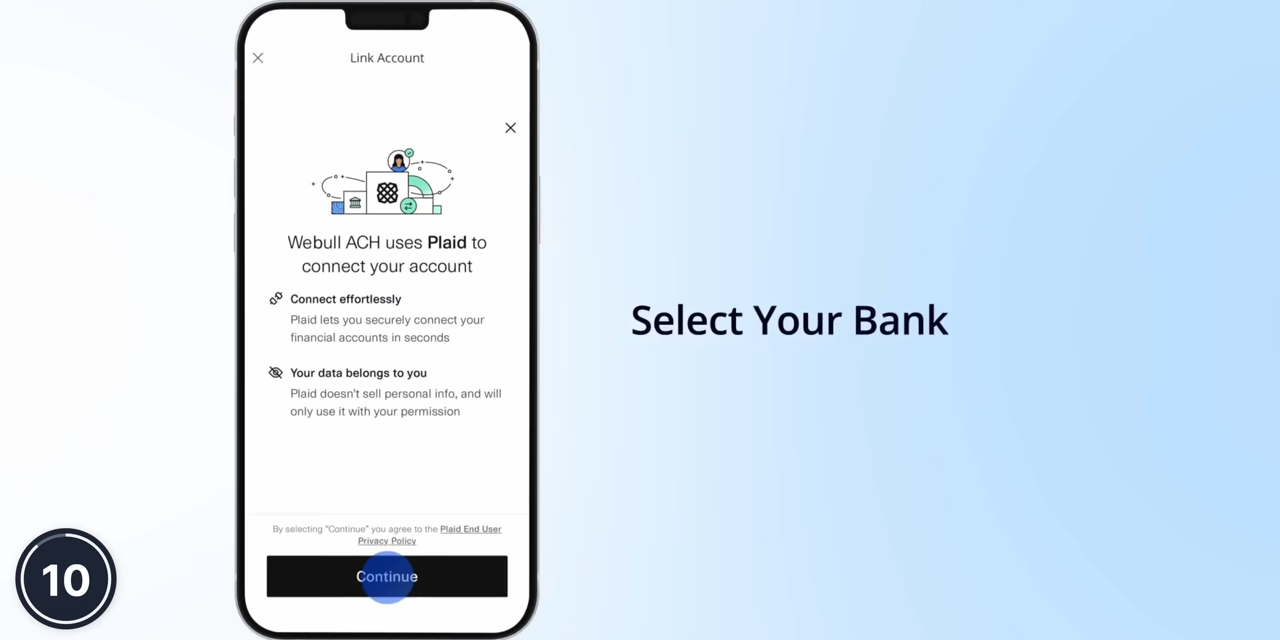 Link Account
Webull ACH uses Plaid to
connect your account
Connect effortlessly
Plaid lets you securely connect your
financial accounts in seconds
Your data belongs to you
Plaid doesn't sell personal info, and will
only use it with your permission
By selecting "Continue" you agree to the Plaid End User
Privacy Policy
Continue
Select Your Bank
10